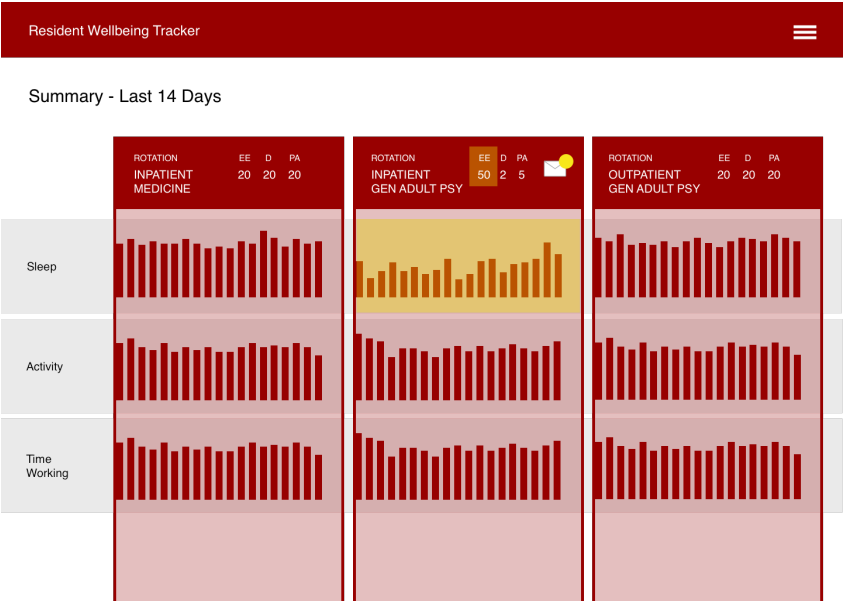 Resident Wellbeing Tracker
Summary - Last 14 Days
ROTATION EE D PA
INPATIENT 20 20 20
MEDICINE
ROTATION EE D PA
INPATIENT 50 2 5
GEN ADULT PSY
ROTATION EE D PA
OUTPATIENT 20 20 20
GEN ADULT PSY
Sleep
Activity
Time
Working